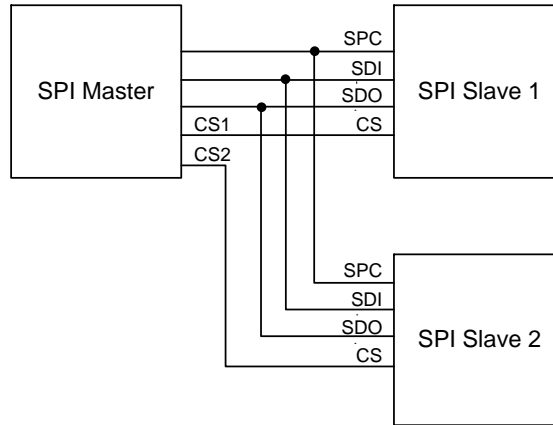 SPI Master
CS1
CS2
SPC
SDI
SDO
CS
SPI Slave 1
SPC
SDI
SDO
CS
SPI Slave 2